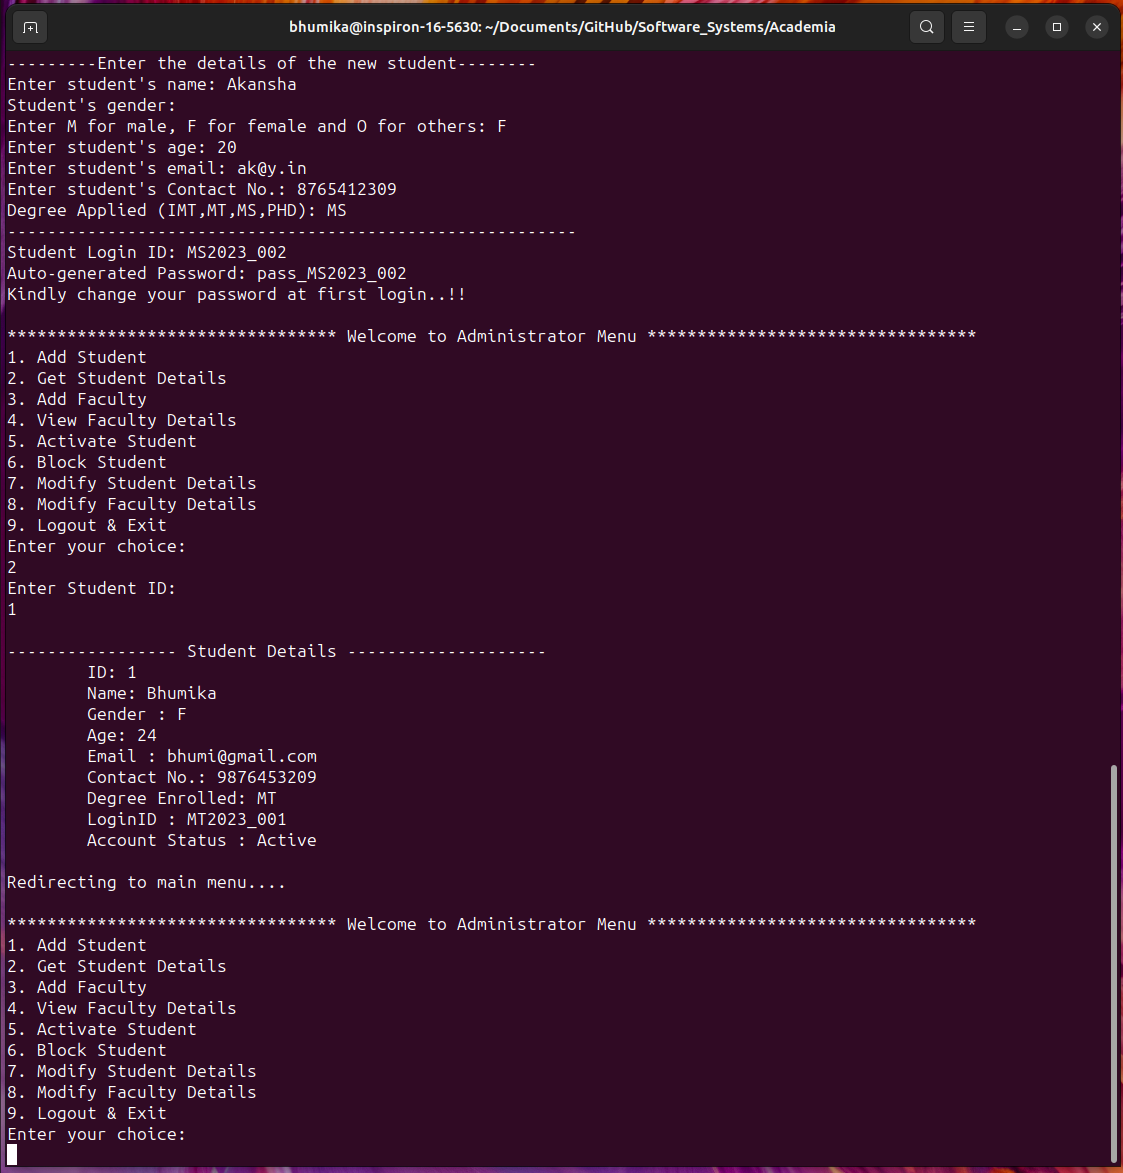 bhumika@inspiron-16-5630: ~/Documents/GitHub/Software_Systems/Academia
---------Enter the details of the new student--------
Enter student's name: Akansha
Student's gender:
Enter M for male, F for female and O for others: F
Enter student's age: 20
Enter student's email: ak@y.in
Enter student's Contact No.: 8765412309
Degree Applied (IMT,MT,MS,PHD): MS
---------------------------------------------------------
Student Login ID: MS2023_002
Auto-generated Password: pass_MS2023_002
Kindly change your password at first login..!!
********************************* Welcome to Administrator Menu *********************************
1. Add Student
2. Get Student Details
3. Add Faculty
4. View Faculty Details
5. Activate Student
6. Block Student
7. Modify Student Details
8. Modify Faculty Details
9. Logout & Exit
Enter your choice:
2
Enter Student ID:
1
----------------- Student Details --------------------
ID: 1
Name: Bhumika
Gender : F
Age: 24
Email : bhumi@gmail.com
Contact No.: 9876453209
Degree Enrolled: MT
LoginID : MT2023_001
Account Status : Active
Redirecting to main menu....
********************************* Welcome to Administrator Menu *********************************
1. Add Student
2. Get Student Details
3. Add Faculty
4. View Faculty Details
5. Activate Student
6. Block Student
7. Modify Student Details
8. Modify Faculty Details
9. Logout & Exit
Enter your choice: